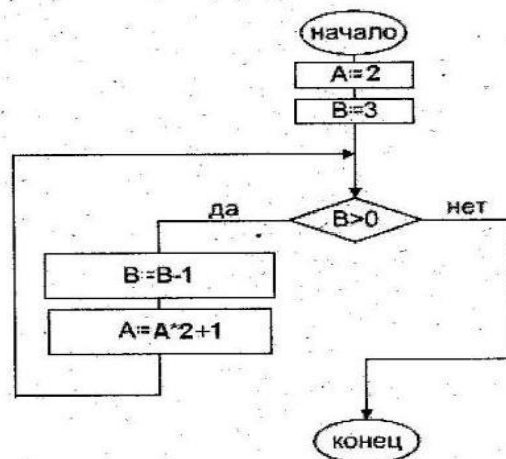 начало
A:=2
B:=3
B>0
да
нет
B:=B-1
A:=A*2+1
конец